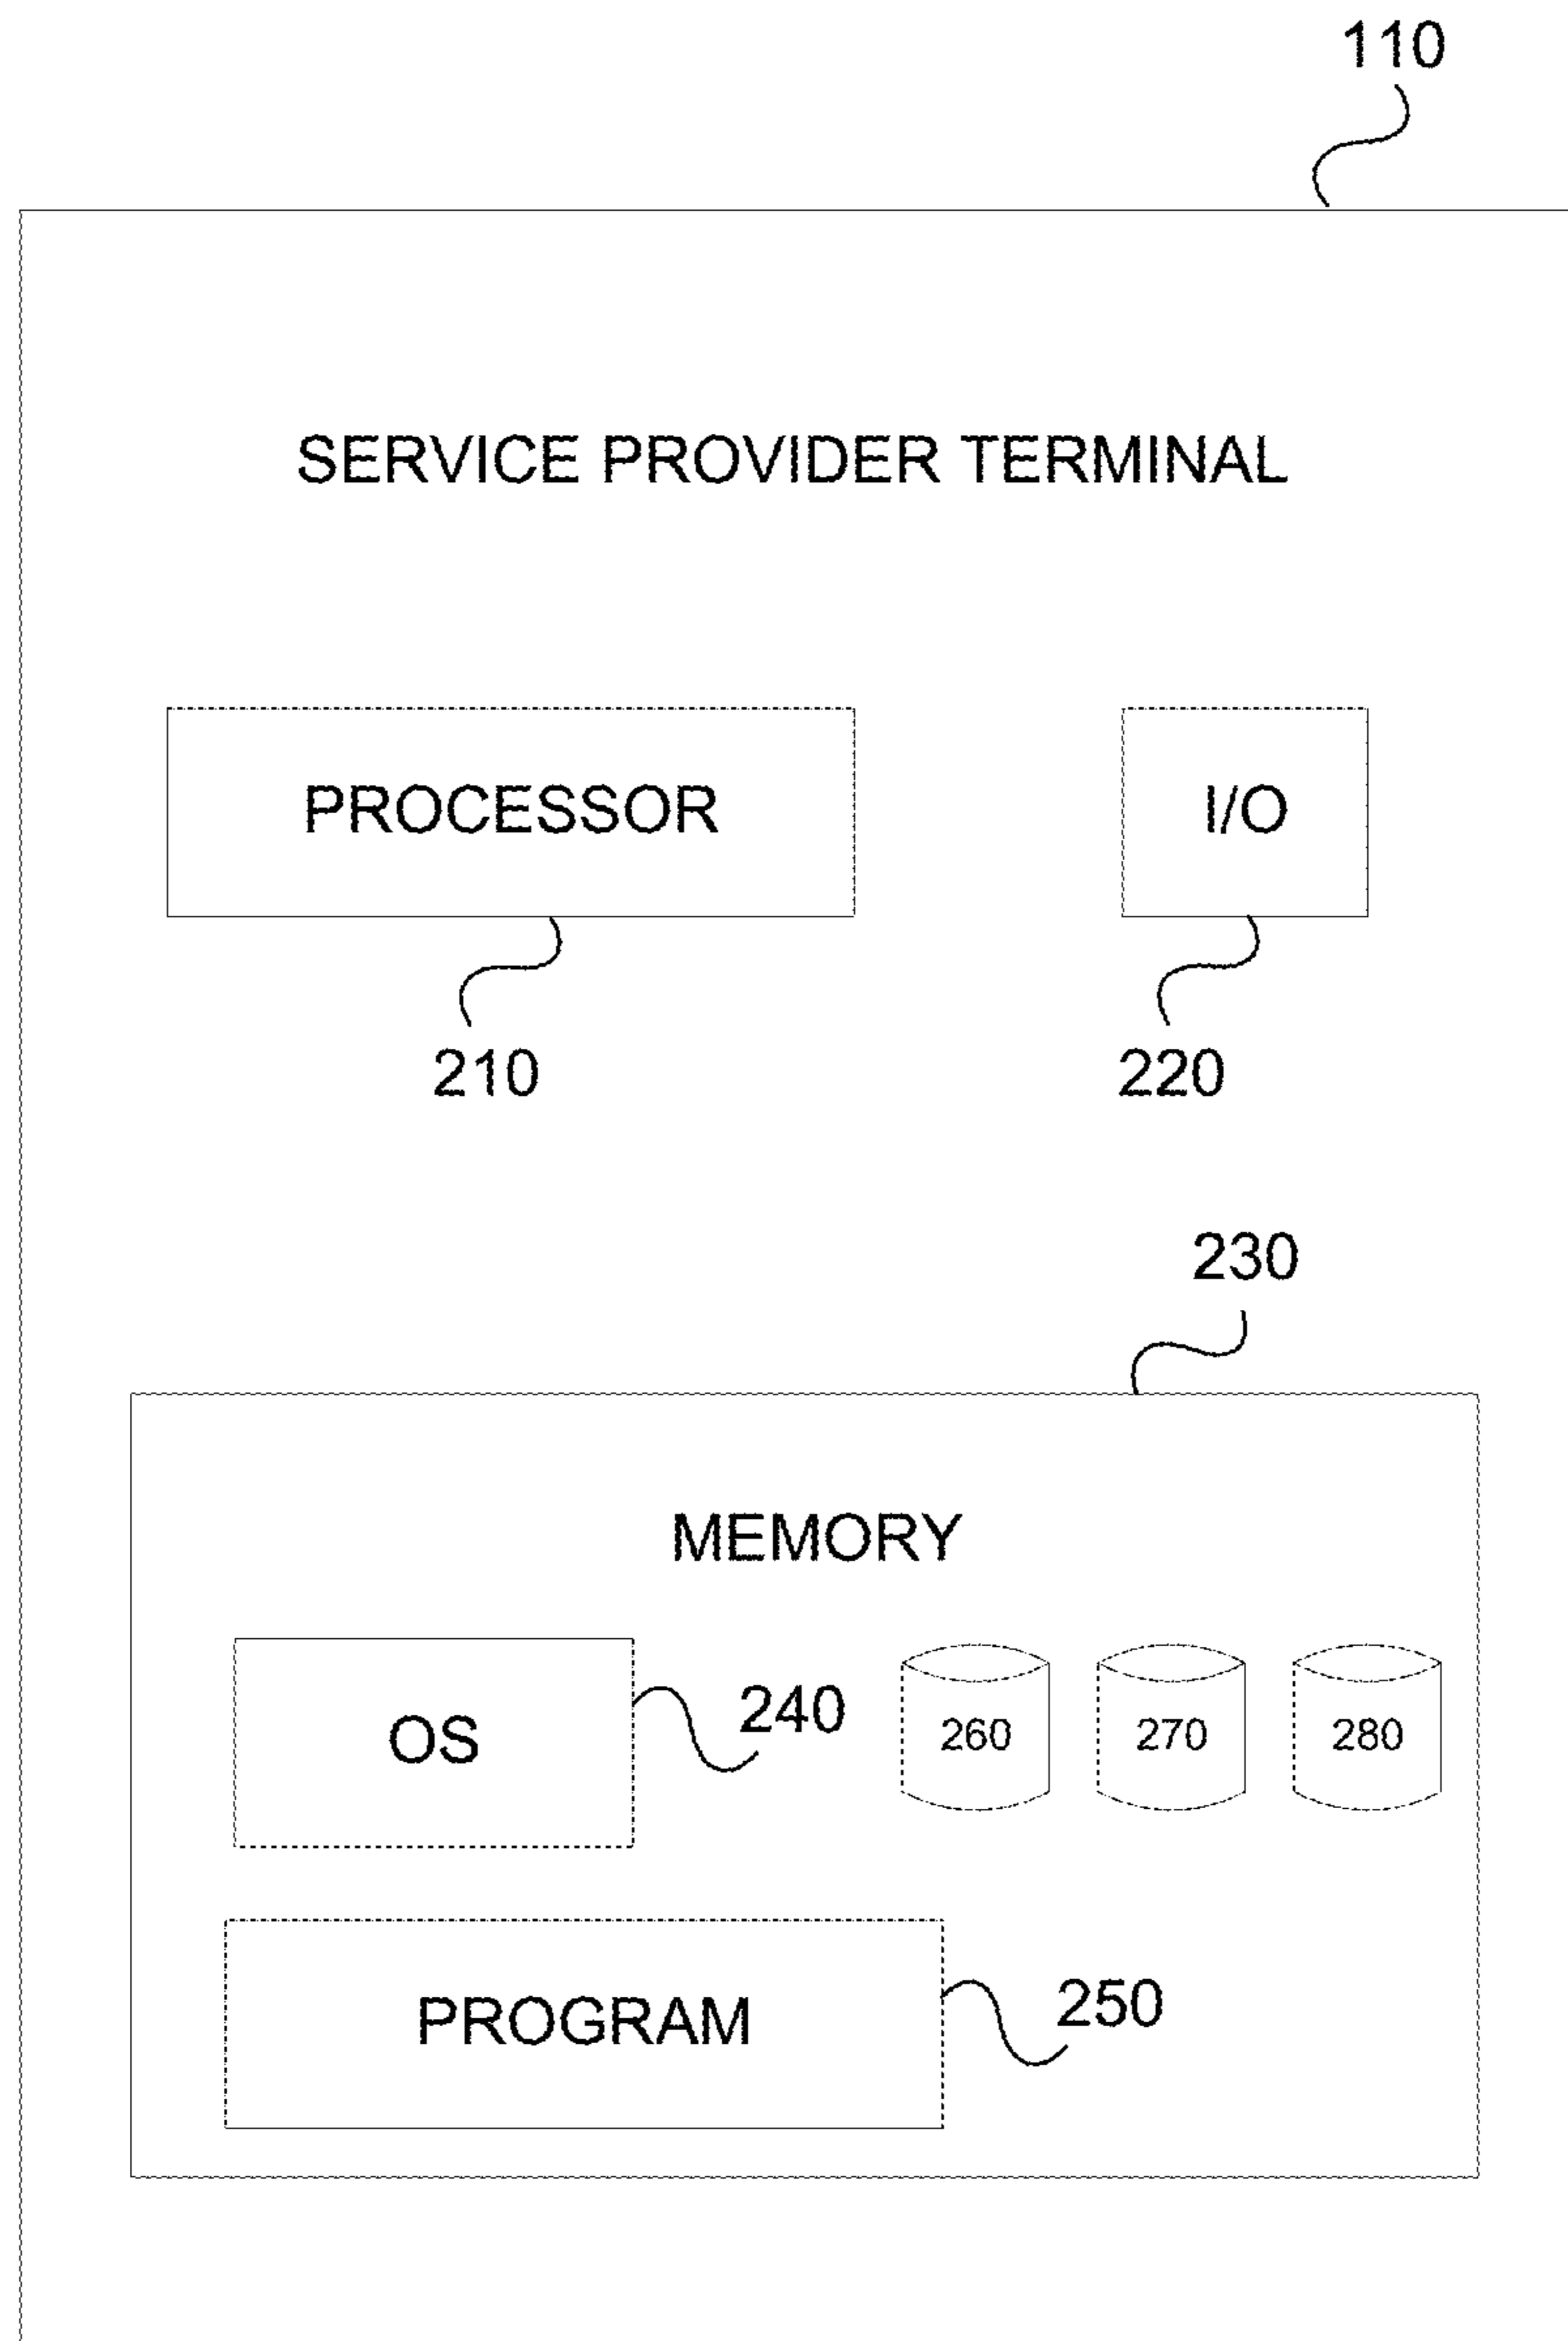 110
SERVICE PROVIDER TERMINAL
PROCESSOR
I/O
210
220
230
MEMORY
OS
240
260
270
280
PROGRAM
250